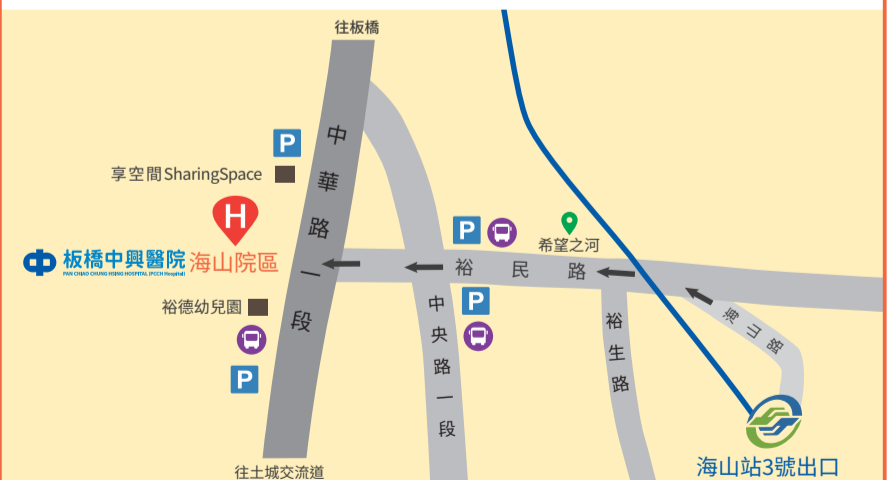 往板橋
中華路一段
P
享空間SharingSpace
H
板橋中興醫院
PAN CHIAO CHUNG HSING HOSPITAL (PCCH Hospital)
海山院區
P
希望之河
裕民路
P
裕德幼兒園
中央路一段
裕生路
海山路
P
海山站3號出口
往土城交流道